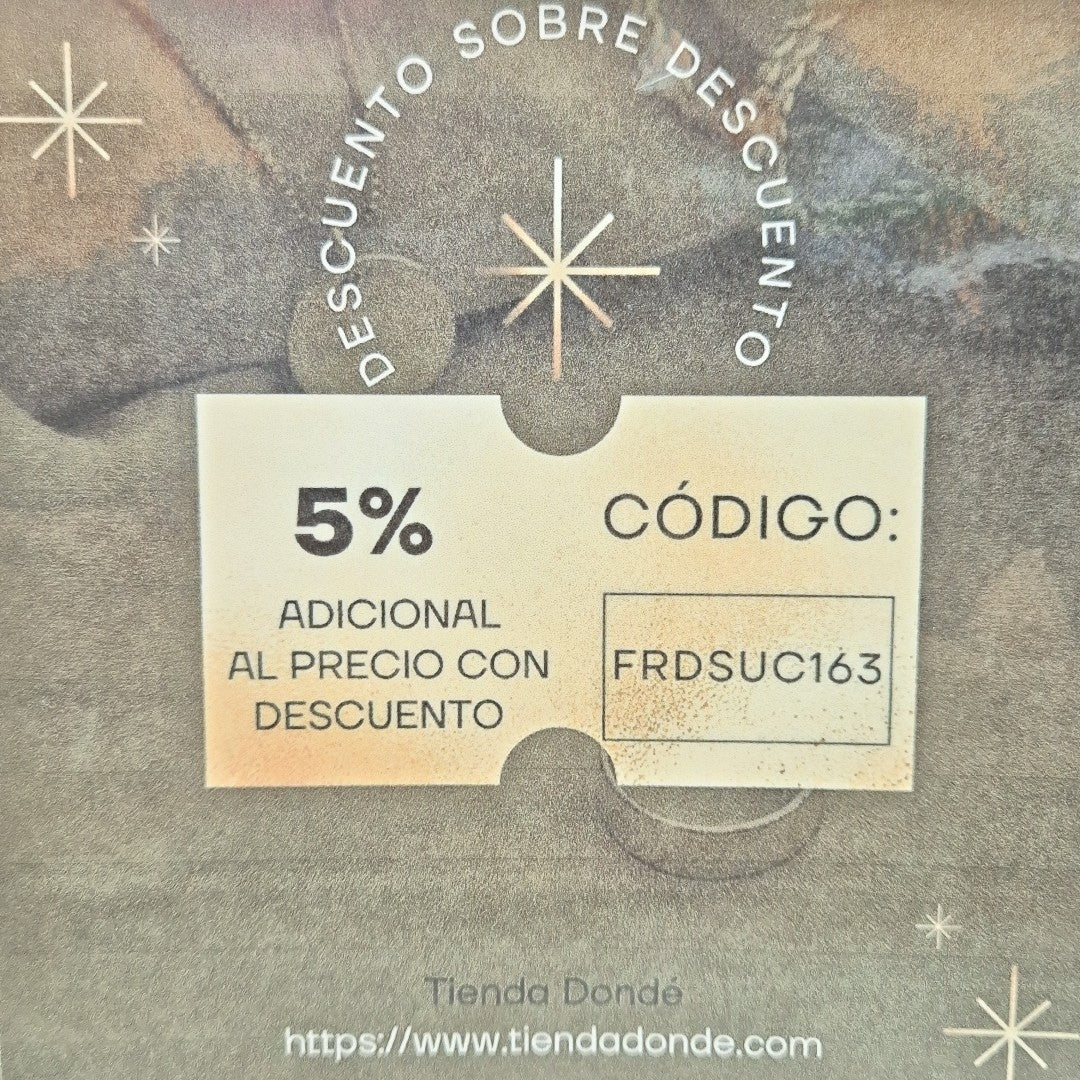 DESCUENTO SOBRE DESCUENTO
5%
ADICIONAL
AL PRECIO CON
DESCUENTO
CÓDIGO:
FRDSUC163
Tienda Dondé
https://www.tiendadonde.com